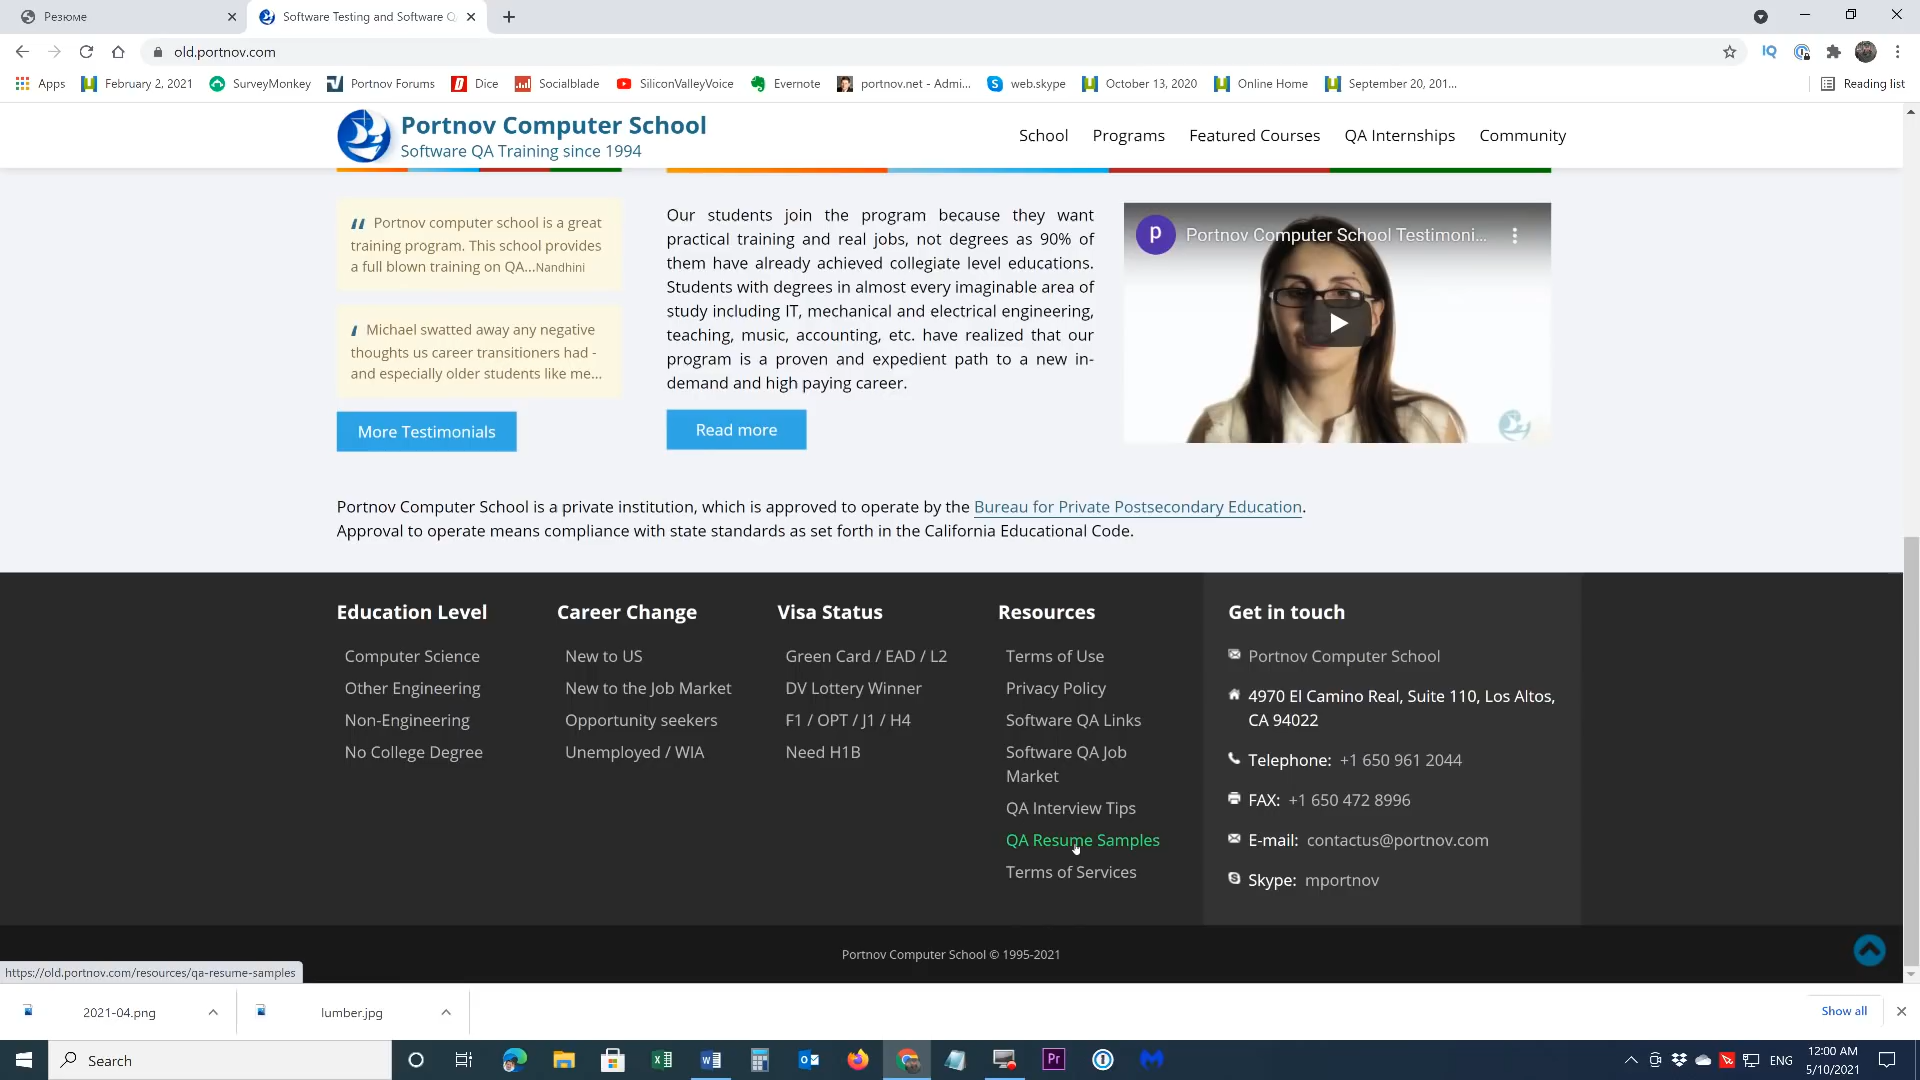 Резюме
Software Testing and Software Q
old.portnov.com
Apps
February 2, 2021
SurveyMonkey
Portnov Forums
Dice
Socialblade
SiliconValleyVoice
Evernote
portnov.net - Admi...
web.skype
October 13, 2020
Online Home
September 20, 201...
Reading list
Portnov Computer School
Software QA Training since 1994
School
Programs
Featured Courses
QA Internships
Community
Portnov computer school is a great
training program. This school provides
a full blown training on QA...Nandhini
Michael swatted away any negative
thoughts us career transitioners had -
and especially older students like me...
More Testimonials
Our students join the program because they want
practical training and real jobs, not degrees as 90% of
them have already achieved collegiate level educations.
Students with degrees in almost every imaginable area of
study including IT, mechanical and electrical engineering,
teaching, music, accounting, etc. have realized that our
program is a proven and expedient path to a new in-
demand and high paying career.
Read more
p
Portnov Computer School Testimoni...
Portnov Computer School is a private institution, which is approved to operate by the Bureau for Private Postsecondary Education.
Approval to operate means compliance with state standards as set forth in the California Educational Code.
Education Level
Computer Science
Other Engineering
Non-Engineering
No College Degree
Career Change
New to US
New to the Job Market
Opportunity seekers
Unemployed / WIA
Visa Status
Green Card / EAD / L2
DV Lottery Winner
F1 / OPT / J1 / H4
Need H1B
Resources
Terms of Use
Privacy Policy
Software QA Links
Software QA Job
Market
QA Interview Tips
QA Resume Samples
Terms of Services
Get in touch
Portnov Computer School
4970 El Camino Real, Suite 110, Los Altos,
CA 94022
Telephone: +1 650 961 2044
FAX: +1 650 472 8996
E-mail: contactus@portnov.com
Skype: mportnov
Portnov Computer School © 1995-2021
https://old.portnov.com/resources/qa-resume-samples
2021-04.png
lumber.jpg
Show all
Search
ENG
12:00 AM
5/10/2021